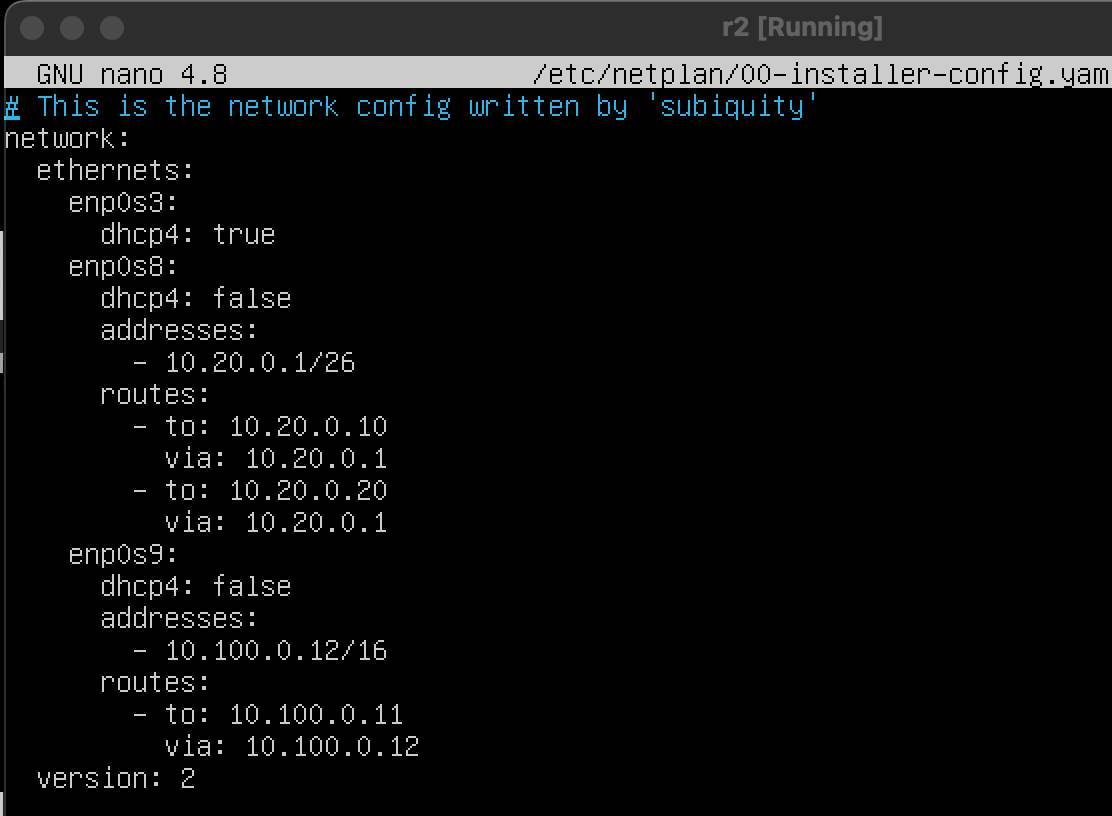 r2 [Running]
GNU nano 4.8 /etc/netplan/00-installer-config.yam
# This is the network config written by 'subiquity'
network:
  ethernets:
    enp0s3:
      dhcp4: true
    enp0s8:
      dhcp4: false
      addresses:
        - 10.20.0.1/26
      routes:
        - to: 10.20.0.10
          via: 10.20.0.1
        - to: 10.20.0.20
          via: 10.20.0.1
    enp0s9:
      dhcp4: false
      addresses:
        - 10.100.0.12/16
      routes:
        - to: 10.100.0.11
          via: 10.100.0.12
  version: 2